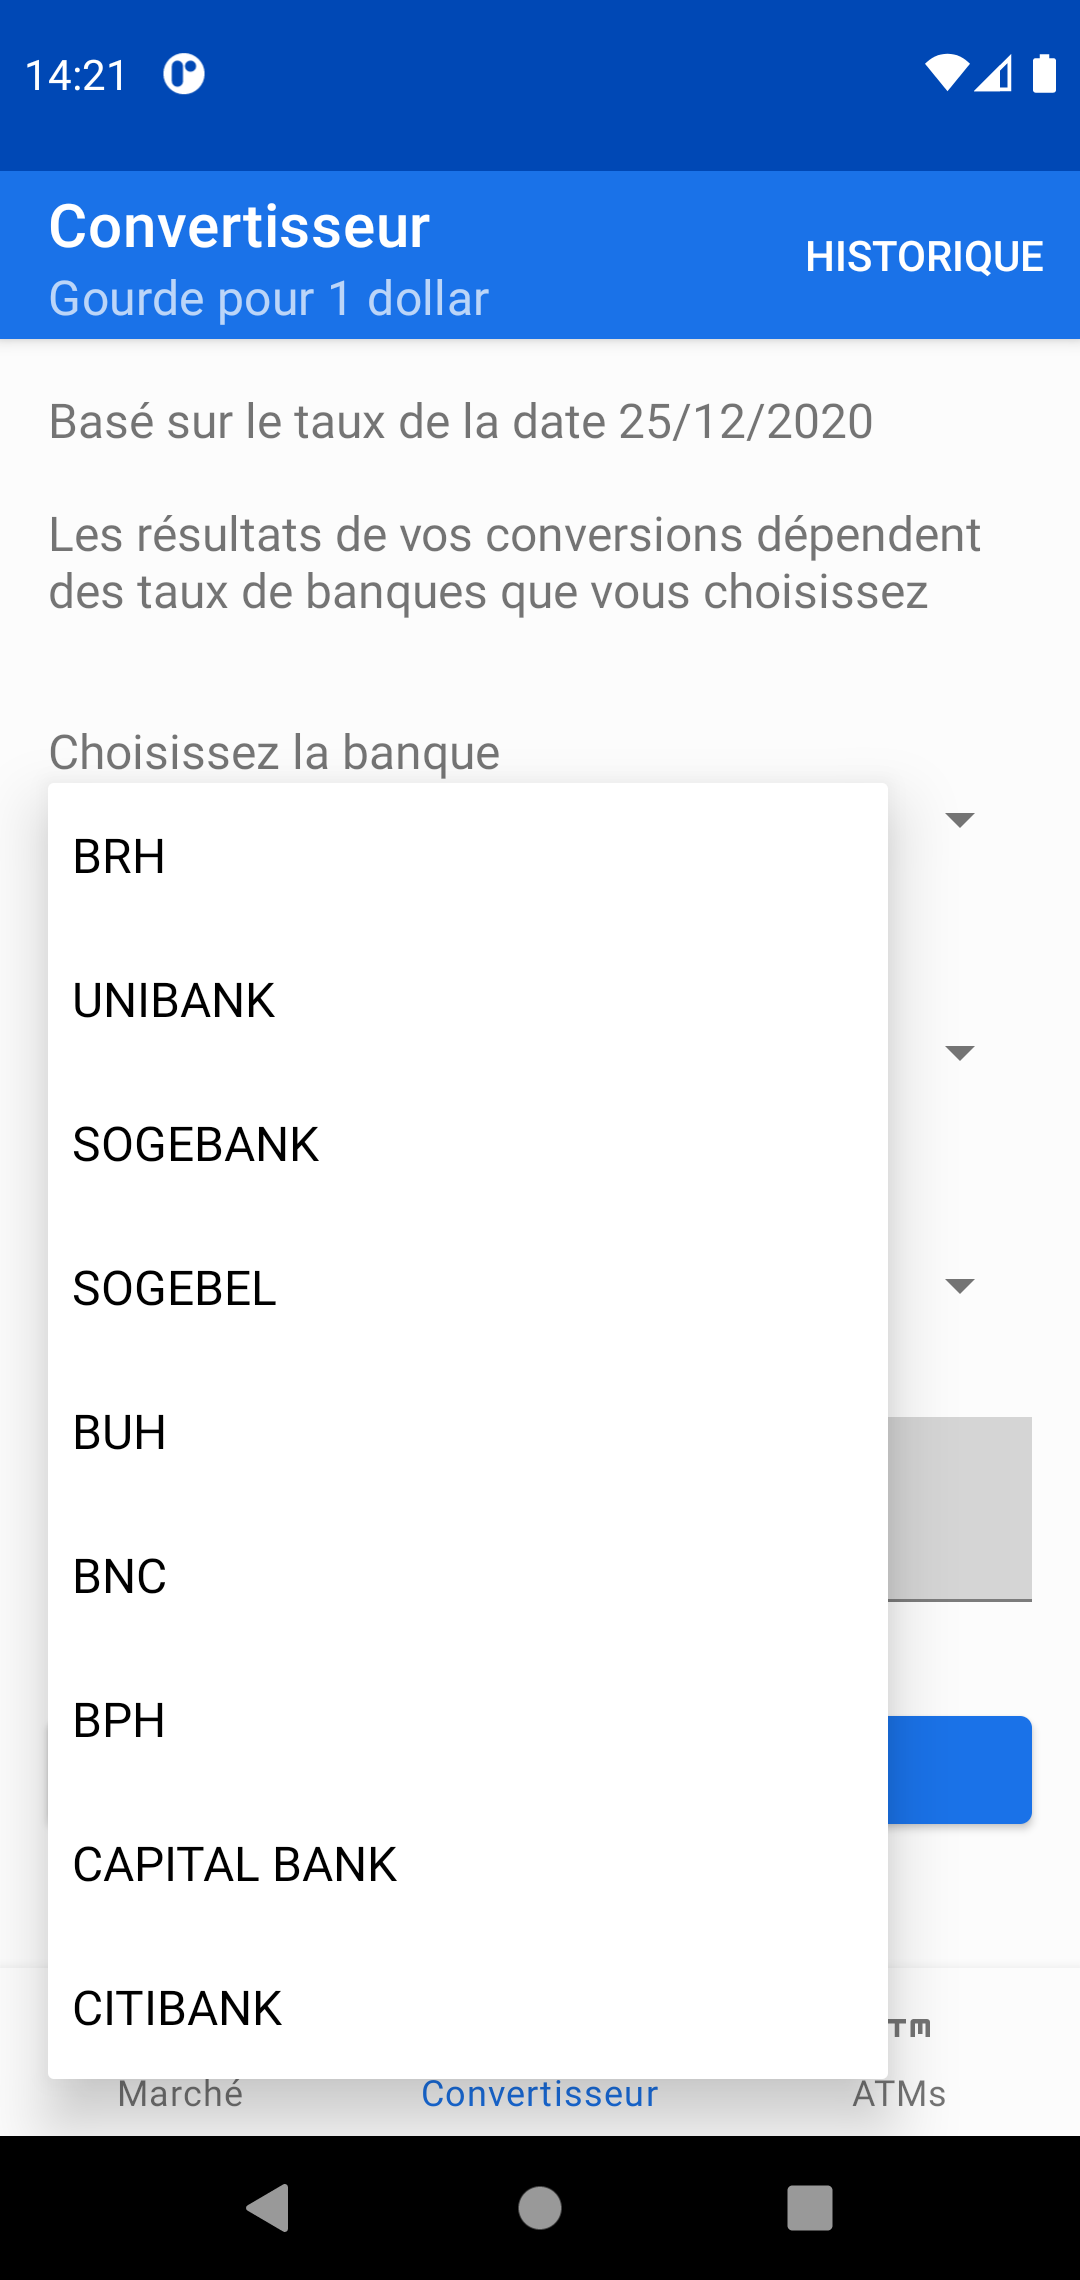 14:21
Convertisseur
Gourde pour 1 dollar
HISTORIQUE
Basé sur le taux de la date 25/12/2020
Les résultats de vos conversions dépendent
des taux de banques que vous choisissez
Choisissez la banque
BRH
UNIBANK
SOGEBANK
SOGEBEL
BUH
BNC
BPH
CAPITAL BANK
CITIBANK
Marché
Convertisseur
ATMs